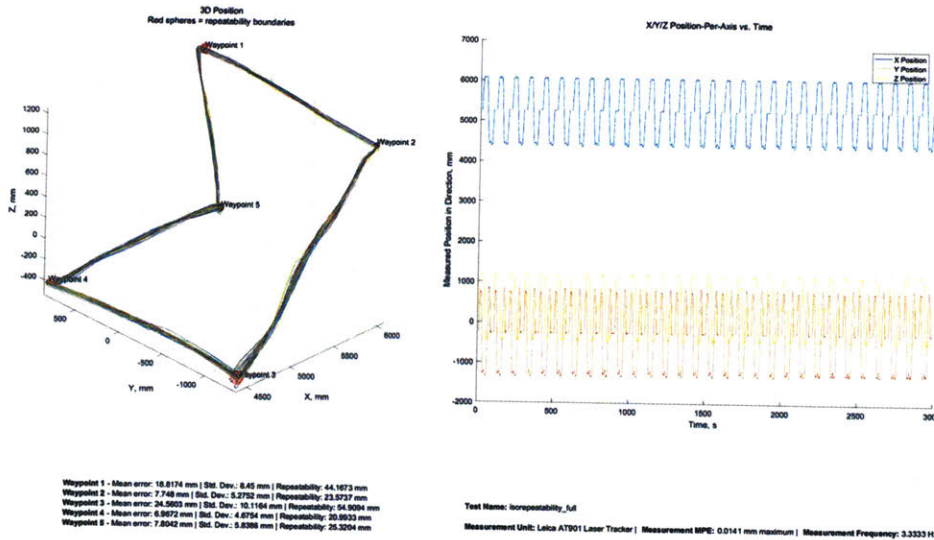 3D Position
Red spheres = repeatability boundaries
Waypoint 1
Waypoint 2
Waypoint 5
Waypoint 4
Waypoint 3
Z, mm
1200
1000
800
600
400
200
0
-200
-400
500
0
-500
-1000
Y, mm
4500
5000
5500
6000
X, mm
X/Y/Z Position-Per-Axis vs. Time
X Position
Y Position
Z Position
Measured Position in Direction, mm
7000
6000
5000
4000
3000
2000
1000
0
-1000
-2000
0
500
1000
1500
2000
2500
300
Time, s
Waypoint 1 - Mean error: 18.8174 mm | Std. Dev.: 8.45 mm | Repeatability: 44.1673 mm
Waypoint 2 - Mean error: 7.748 mm | Std. Dev.: 5.2752 mm | Repeatability: 23.5737 mm
Waypoint 3 - Mean error: 24.5603 mm | Std. Dev.: 10.1164 mm | Repeatability: 54.9094 mm
Waypoint 4 - Mean error: 6.9672 mm | Std. Dev.: 4.6754 mm | Repeatability: 20.9933 mm
Waypoint 5 - Mean error: 7.8042 mm | Std. Dev.: 5.8388 mm | Repeatability: 25.3204 mm
Test Name: isorepeatability_full
Measurement Unit: Leica AT901 Laser Tracker | Measurement MPE: 0.0141 mm maximum | Measurement Frequency: 3.3333 H